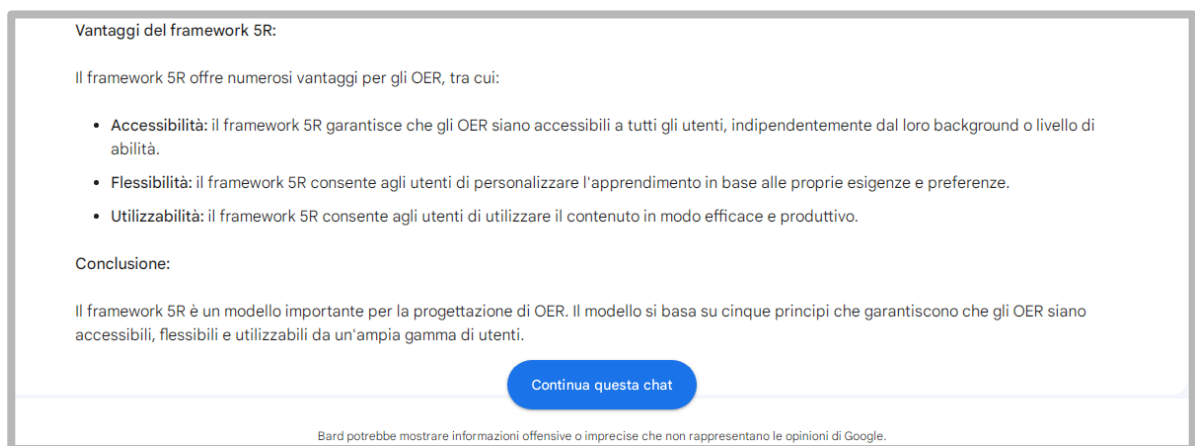 Vantaggi del framework 5R:
Il framework 5R offre numerosi vantaggi per gli OER, tra cui:
• Accessibilità: il framework 5R garantisce che gli OER siano accessibili a tutti gli utenti, indipendentemente dal loro background o livello di
abilità.
• Flessibilità: il framework 5R consente agli utenti di personalizzare l'apprendimento in base alle proprie esigenze e preferenze.
• Utilizzabilità: il framework 5R consente agli utenti di utilizzare il contenuto in modo efficace e produttivo.
Conclusione:
Il framework 5R è un modello importante per la progettazione di OER. Il modello si basa su cinque principi che garantiscono che gli OER siano
accessibili, flessibili e utilizzabili da un'ampia gamma di utenti.
Continua questa chat
Bard potrebbe mostrare informazioni offensive o imprecise che non rappresentano le opinioni di Google.